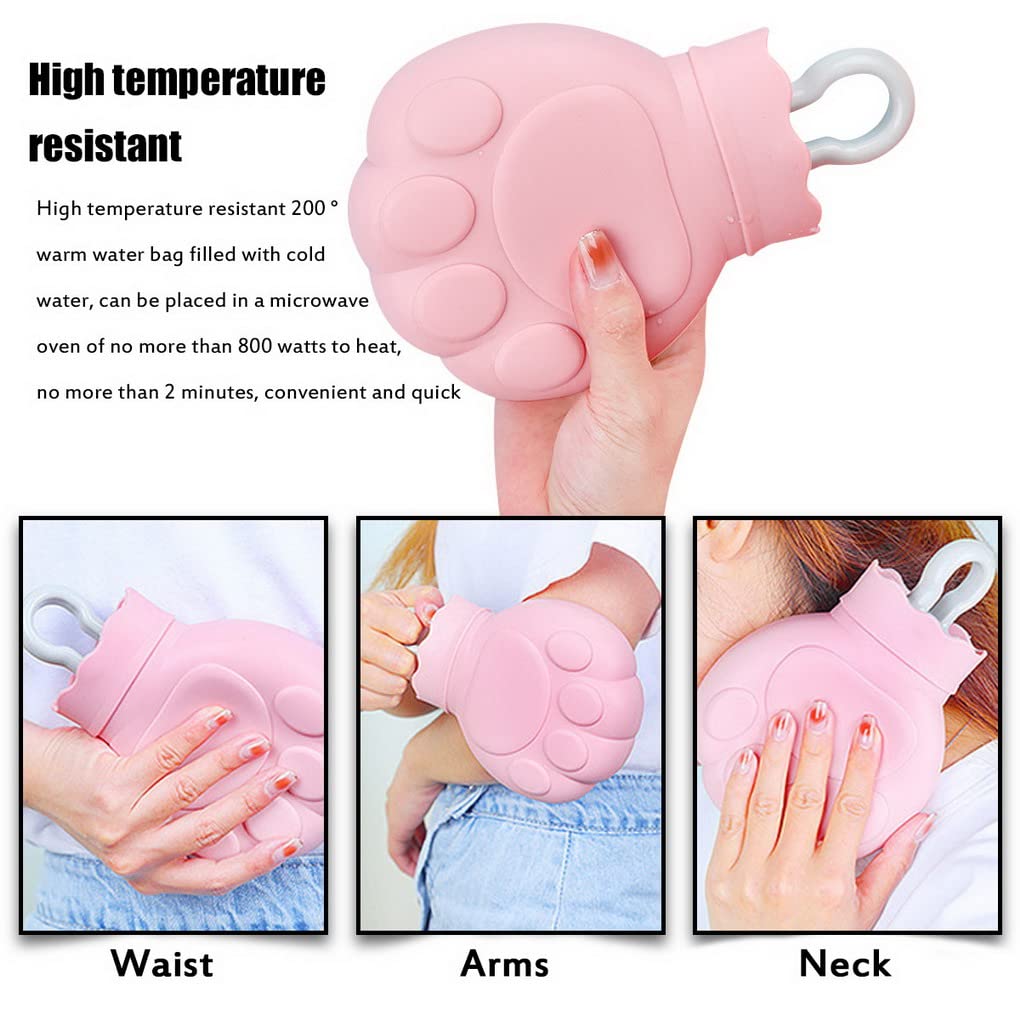 High temperature
resistant
High temperature resistant 200 °
warm water bag filled with cold
water, can be placed in a microwave
oven of no more than 800 watts to heat,
no more than 2 minutes, convenient and quick
Waist
Arms
Neck